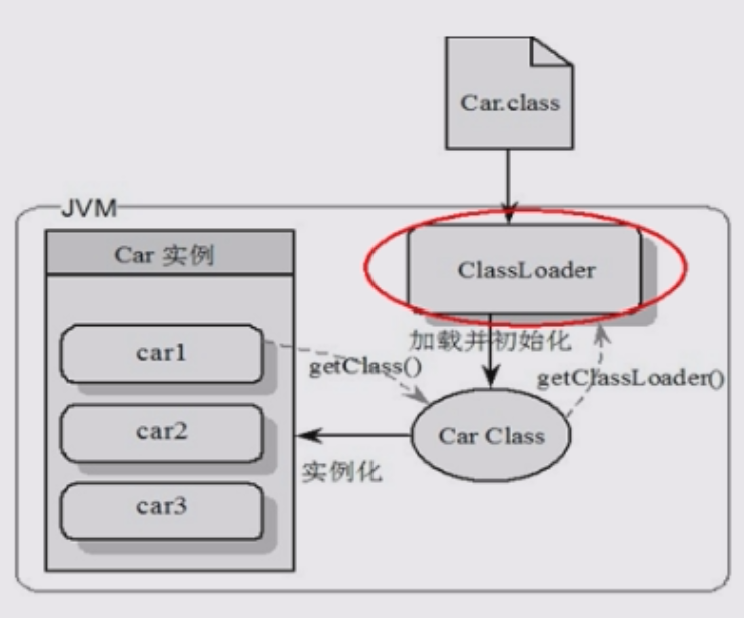 Car.class
JVM
Car 实例
ClassLoader
加载并初始化
car1
getClass()
getClassLoader()
car2
Car Class
实例化
car3